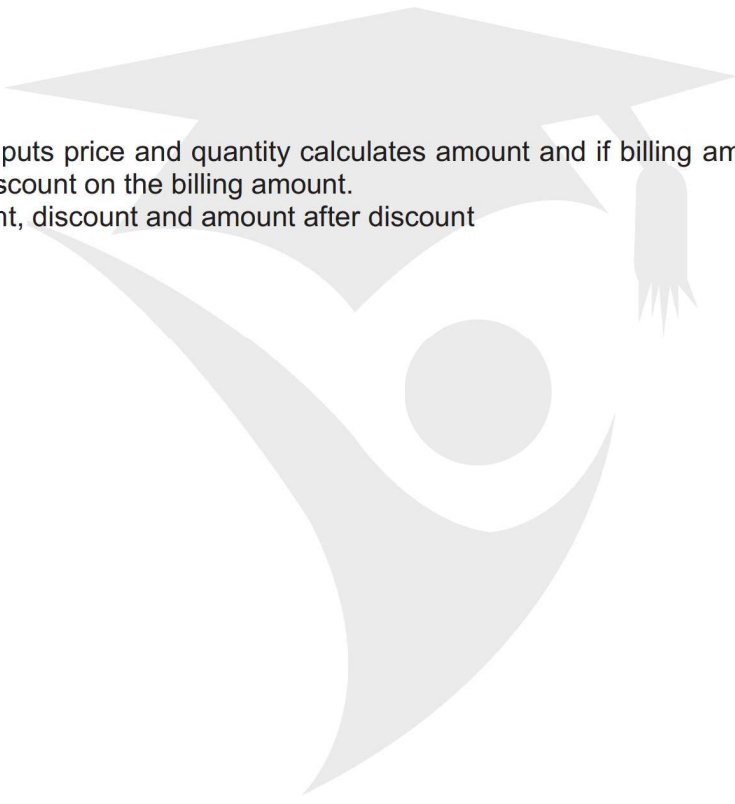 puts price and quantity calculates amount and if billing am
scount on the billing amount.
nt, discount and amount after discount